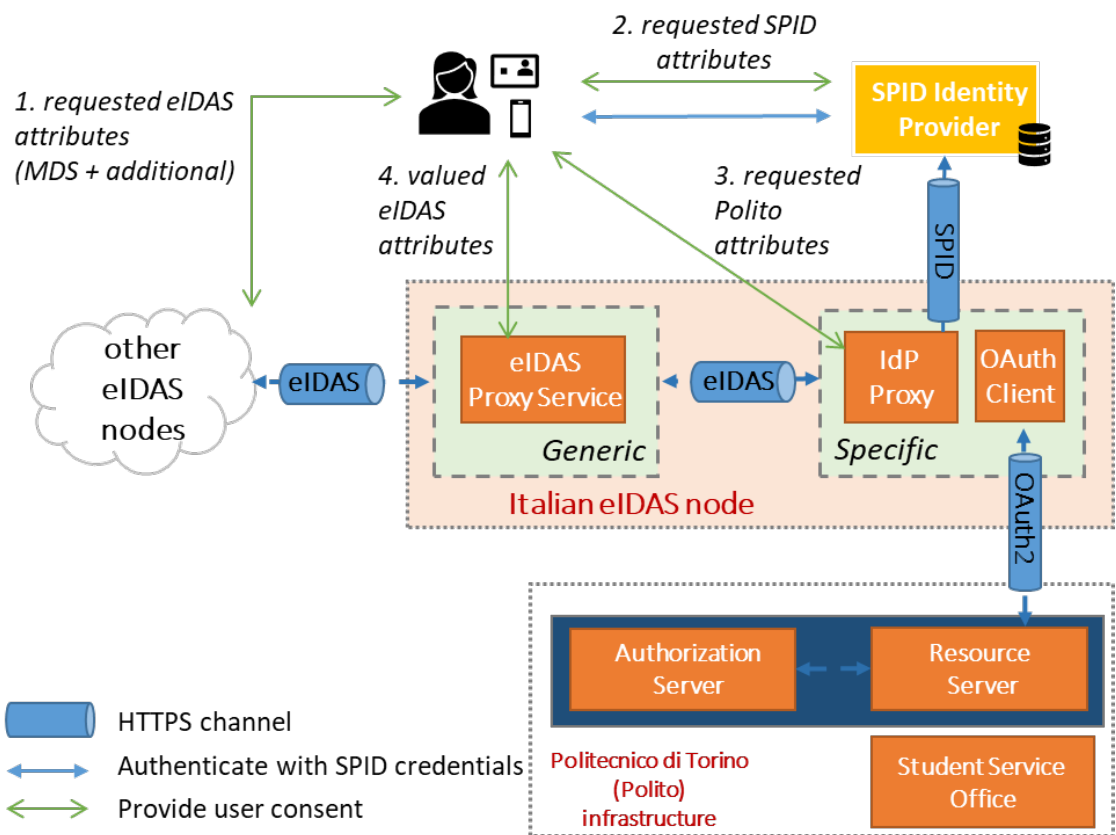 2. requested SPID
attributes
1. requested eIDAS
attributes
(MDS + additional)
SPID Identity
Provider
4. valued
eIDAS
attributes
3. requested
Polito
attributes
SPID
other
eIDAS
nodes
eIDAS
eIDAS
Proxy Service
Generic
eIDAS
IdP
Proxy
OAuth
Client
Specific
Italian eIDAS node
OAuth2
Authorization
Server
Resource
Server
Politecnico di Torino
(Polito)
infrastructure
Student Service
Office
HTTPS channel
Authenticate with SPID credentials
Provide user consent